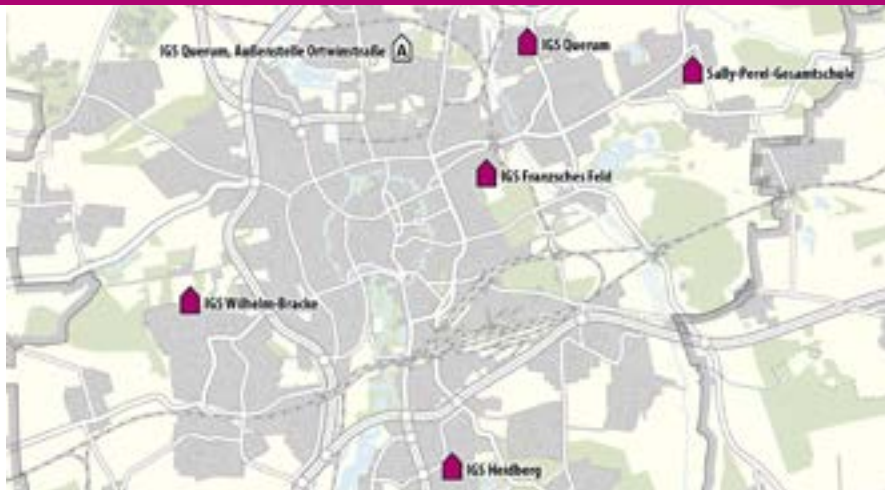 IGS Querum, Außenstelle Ortwinstraße
A
IGS Querum
Sally-Perel-Gesamtschule
IGS Franzsches Feld
IGS Wilhelm-Bracke
IGS Heidberg